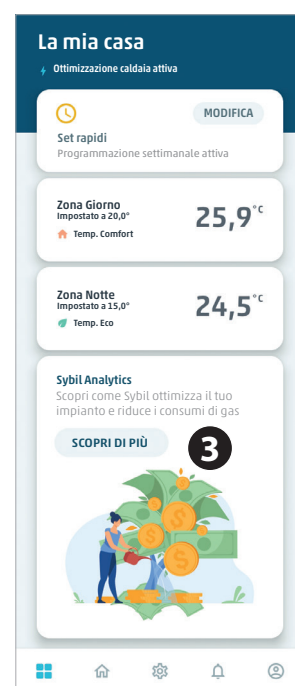 La mia casa
Ottimizzazione caldaia attiva
MODIFICA
Set rapidi
Programmazione settimanale attiva
Zona Giorno
Impostato a 20,0°
25,9°C
Temp. Comfort
Zona Notte
Impostato a 15,0°
24,5°C
Temp. Eco
Sybil Analytics
Scopri come Sybil ottimizza il tuo
impianto e riduce i consumi di gas
SCOPRI DI PIÙ
3